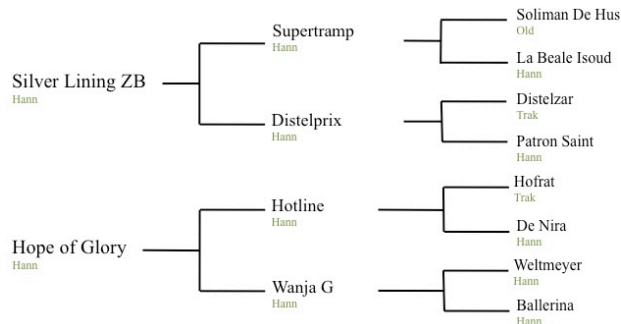 Silver Lining ZB
Hann
Supertramp
Hann
Soliman De Hus
Old
La Beale Isoud
Hann
Distelprix
Hann
Distelzar
Trak
Patron Saint
Hann
Hope of Glory
Hann
Hotline
Hann
Hofrat
Trak
De Nira
Hann
Wanja G
Hann
Weltmeyer
Hann
Ballerina
Hann